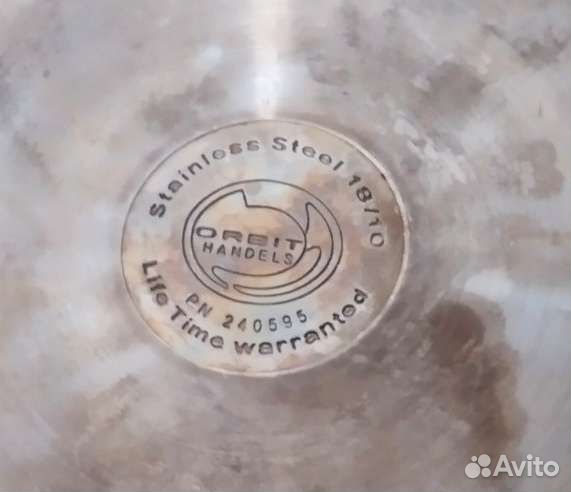 Stainless Steel 18/10
ORBIT
HANDELS
PN 240595
Life Time warranted
Avito